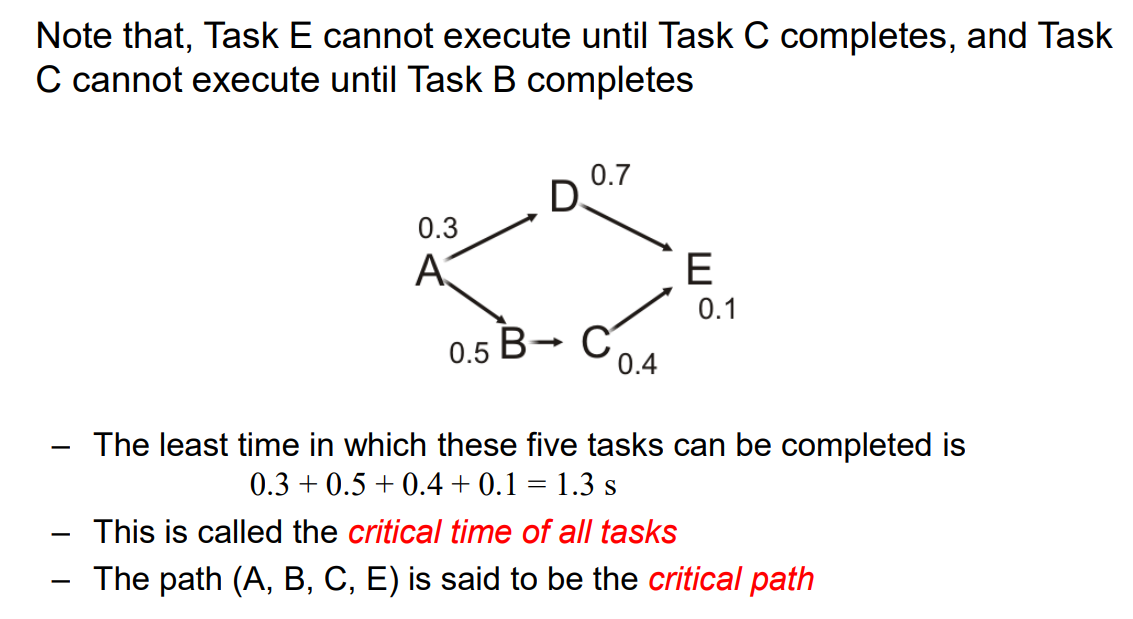 Note that, Task E cannot execute until Task C completes, and Task
C cannot execute until Task B completes
0.7
D
0.3
A
E
0.1
0.5 B → C 0.4
– The least time in which these five tasks can be completed is
0.3 + 0.5 + 0.4 + 0.1 = 1.3 s
– This is called the critical time of all tasks
– The path (A, B, C, E) is said to be the critical path